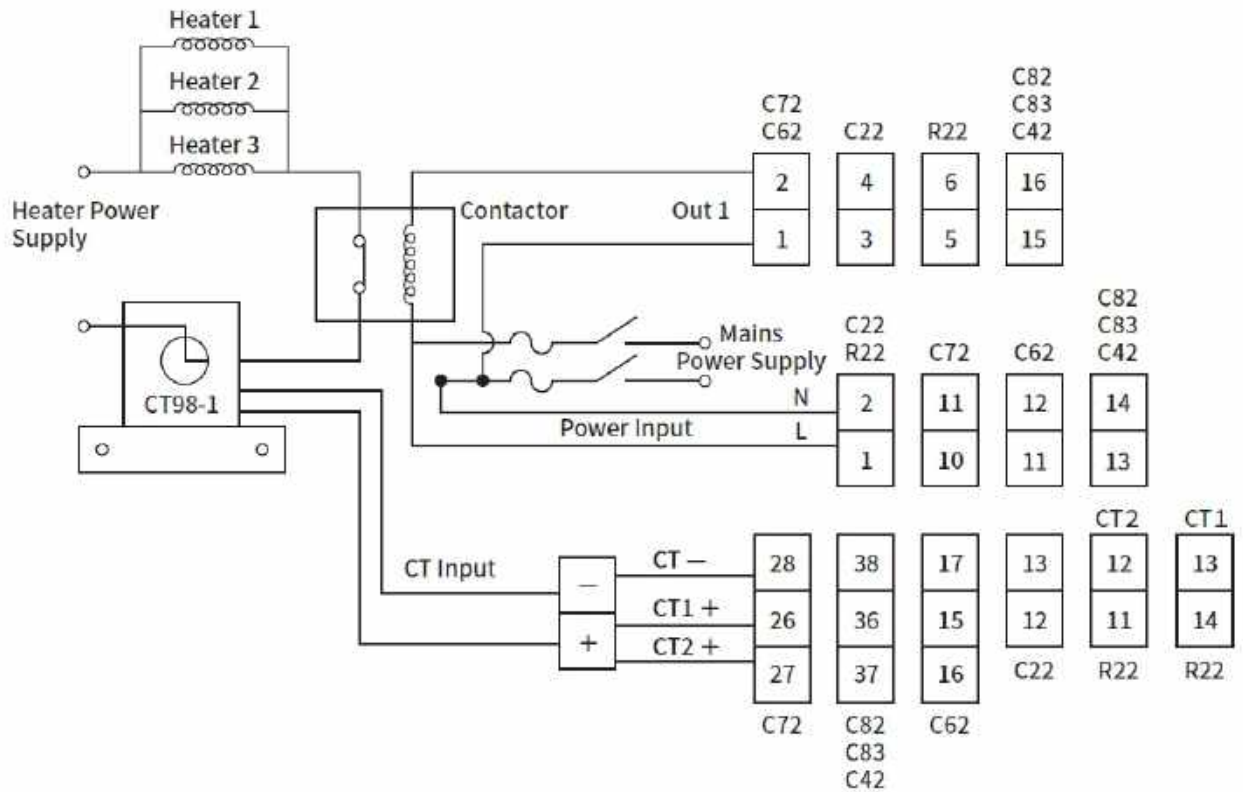 Heater 1
Heater 2
Heater 3
Heater Power
Supply
Contactor
Out 1
C72
C62
C22
R22
C82
C83
C42
2
4
6
16
1
3
5
15
Mains
Power Supply
CT98-1
N
L
Power Input
C22
R22
C72
C62
C82
C83
C42
2
11
12
14
1
10
11
13
CT Input
−
+
CT −
CT1 +
CT2 +
CT2
CT1
28
38
17
13
12
13
26
36
15
12
11
14
27
37
16
C22
R22
R22
C72
C82
C83
C42
C62